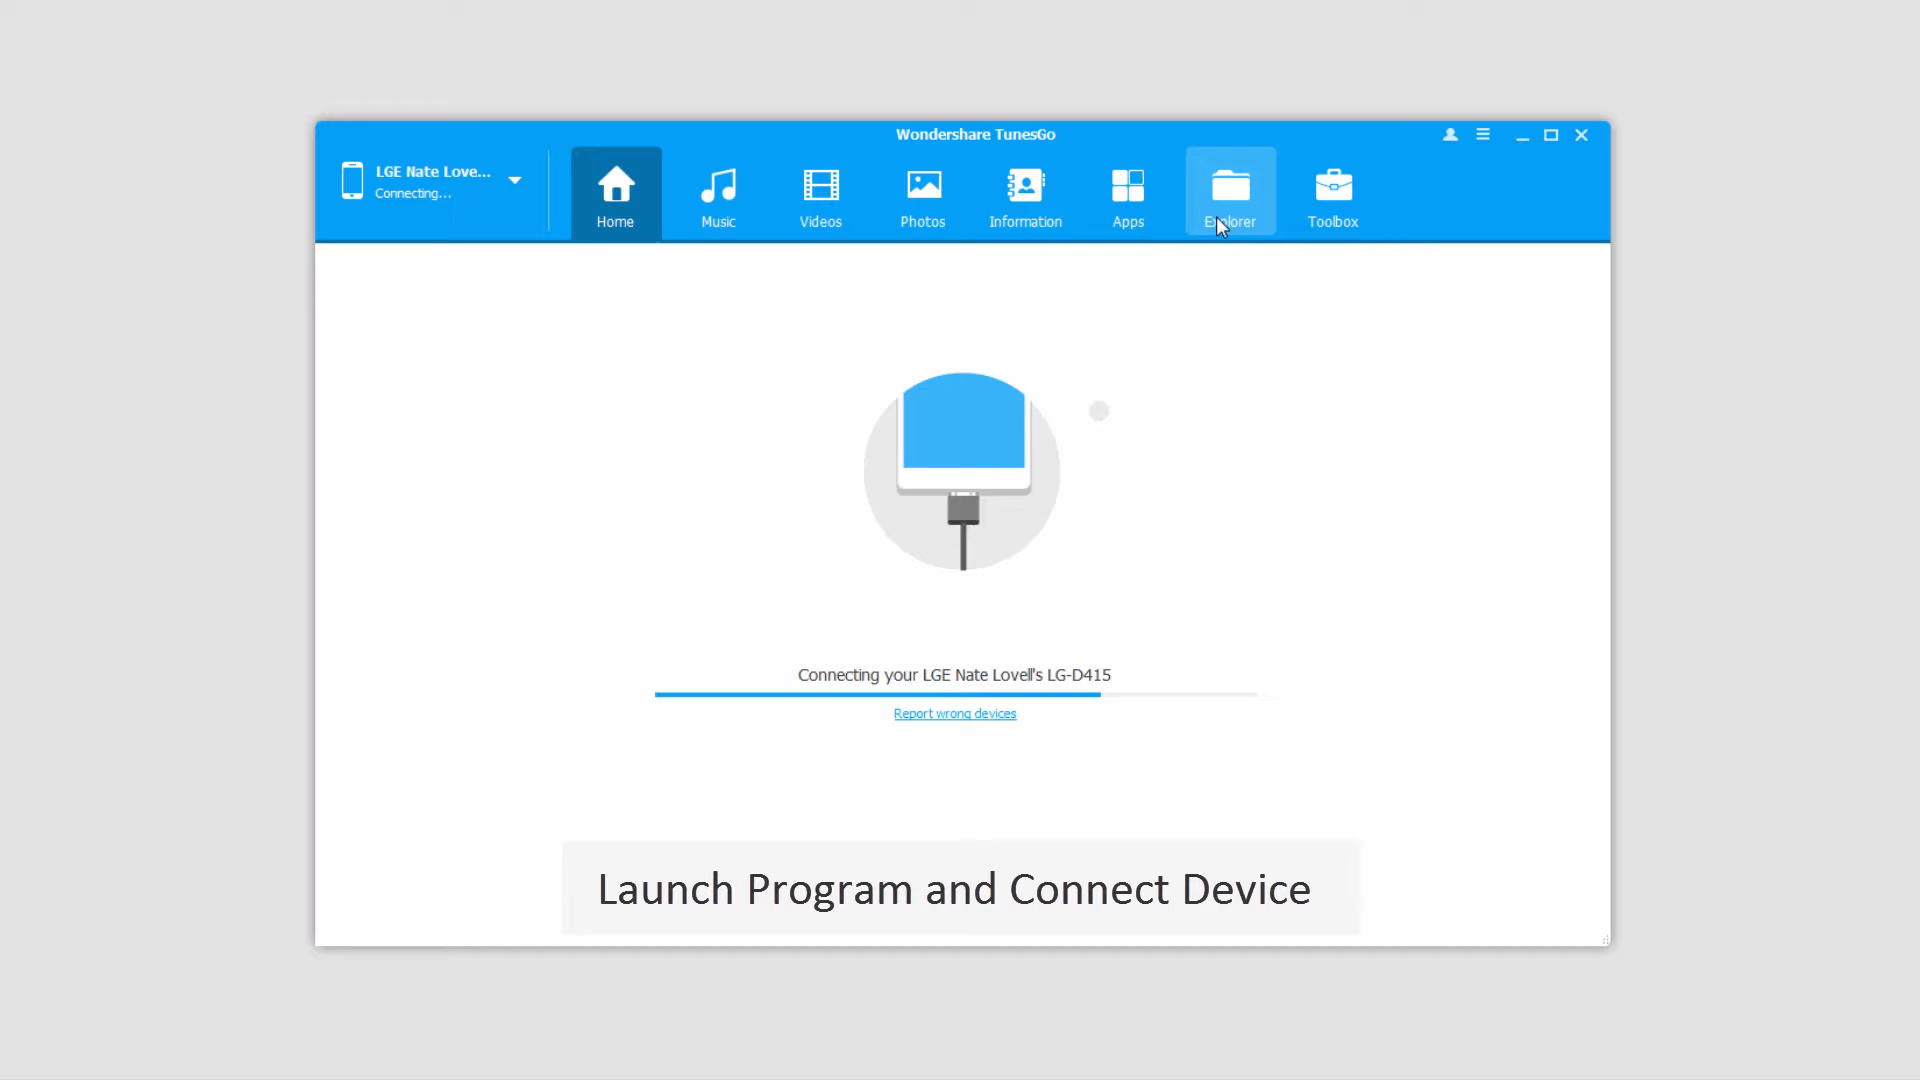 Wondershare TunesGo
LGE Nate Love...
Connecting...
Home
Music
Videos
Photos
Information
Apps
Explorer
Toolbox
Connecting your LGE Nate Lovell's LG-D415
Report wrong devices
Launch Program and Connect Device